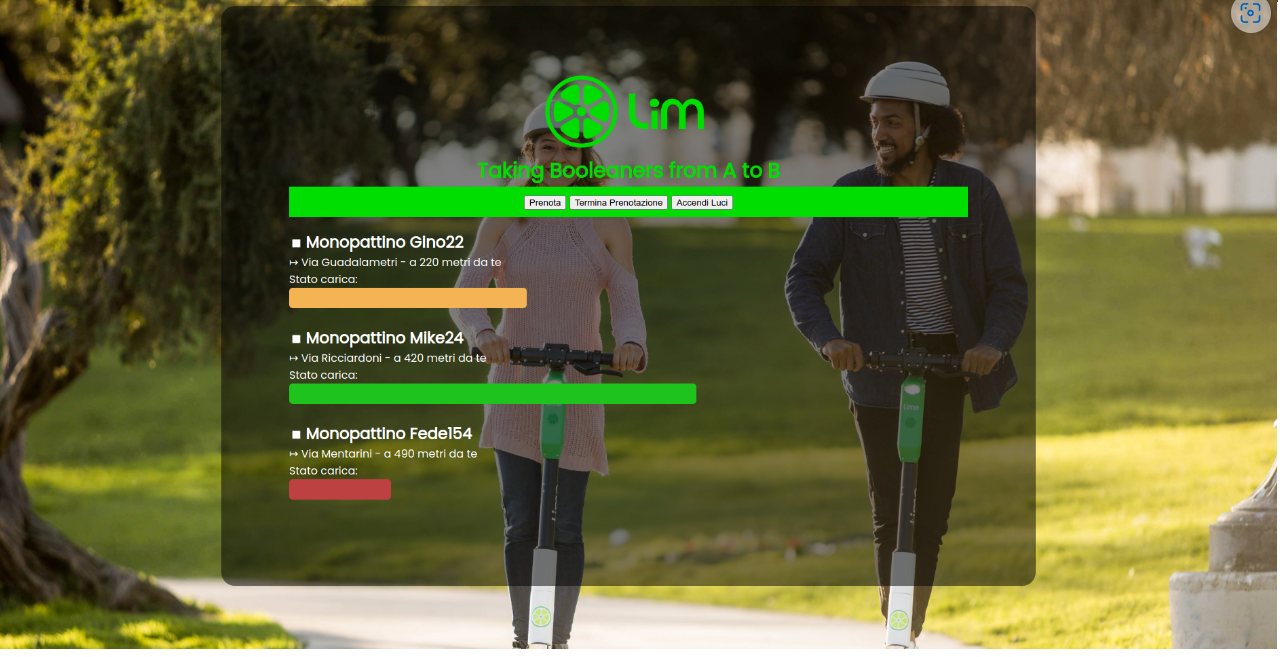 Lim
Taking Booleaners from A to B
Prenota Termina Prenotazione Accendi Luci
Monopattino Gino22
↦ Via Guadalametri - a 220 metri da te
Stato carica:
Monopattino Mike24
↦ Via Ricciardoni - a 420 metri da te
Stato carica:
Monopattino Fede154
↦ Via Mentarini - a 490 metri da te
Stato carica:
Lime